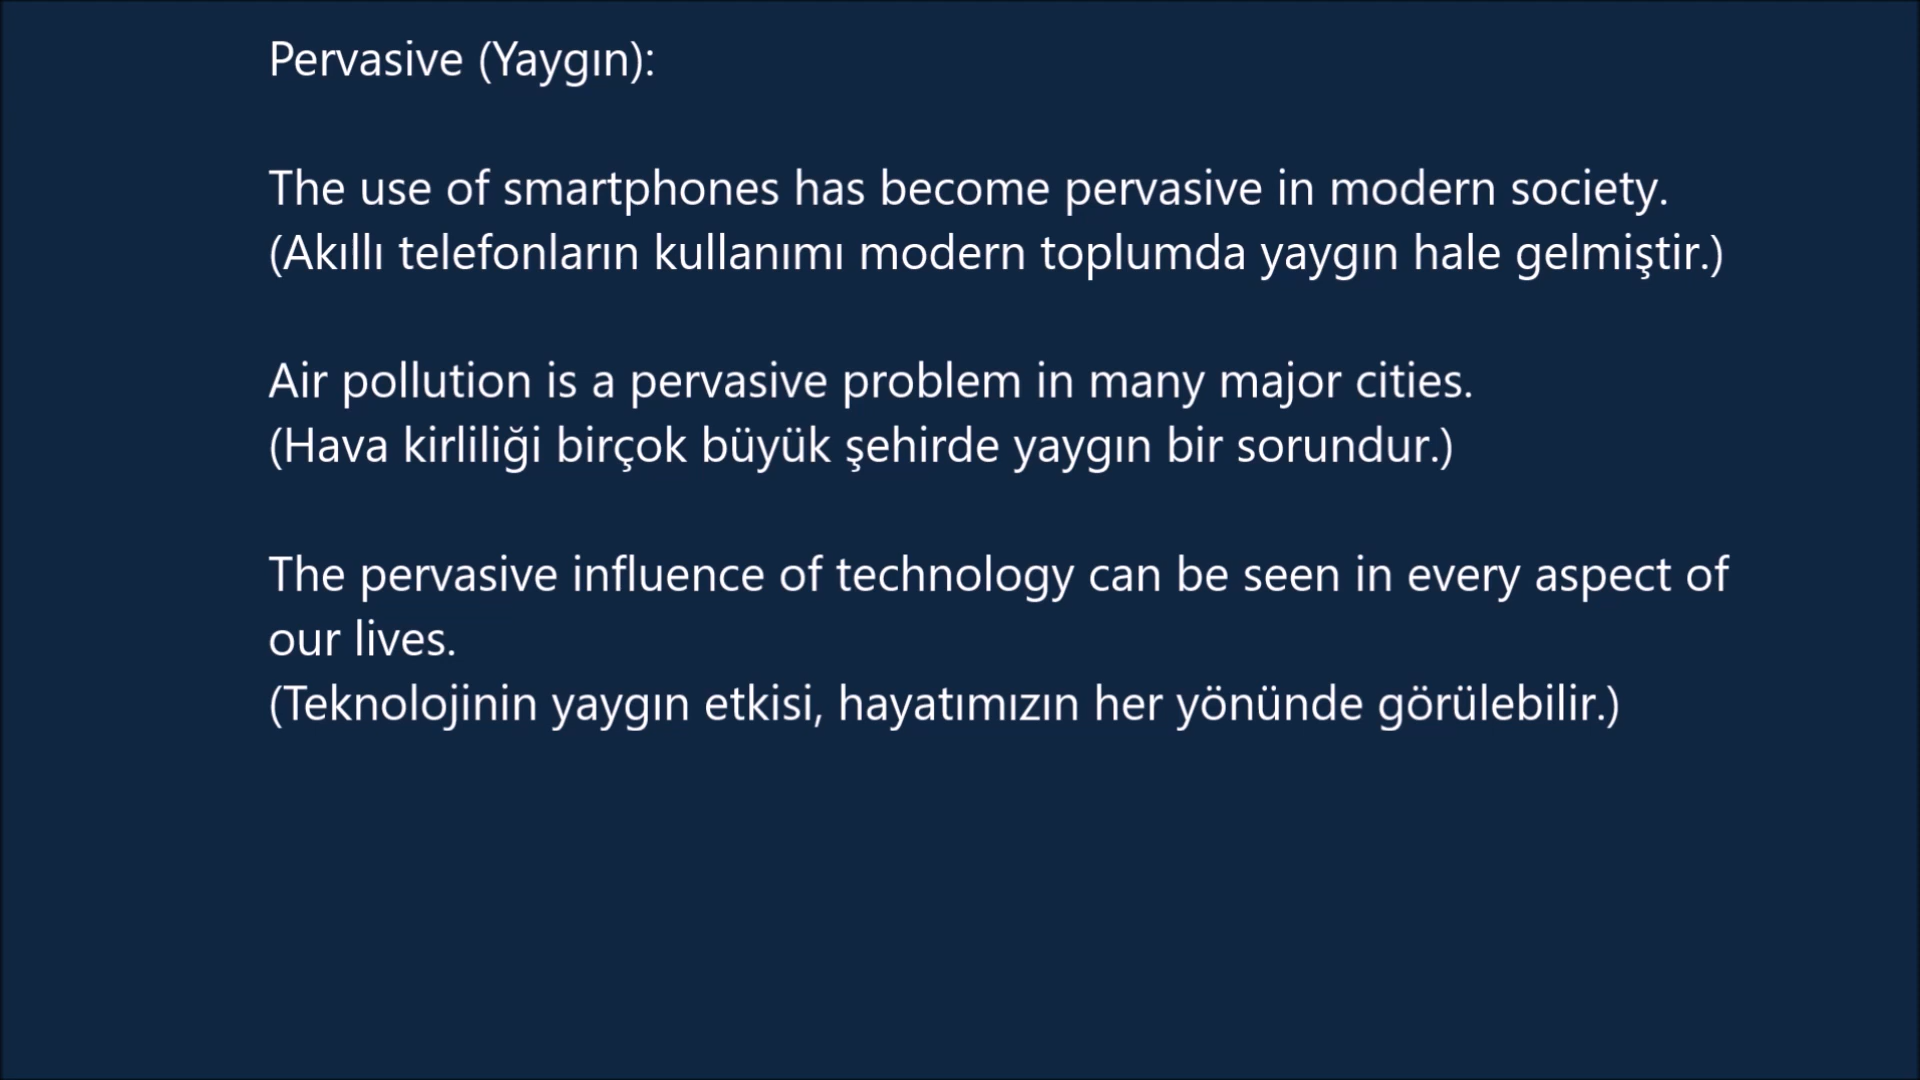 Pervasive (Yaygın):
The use of smartphones has become pervasive in modern society.
(Akıllı telefonların kullanımı modern toplumda yaygın hale gelmiştir.)
Air pollution is a pervasive problem in many major cities.
(Hava kirliliği birçok büyük şehirde yaygın bir sorundur.)
The pervasive influence of technology can be seen in every aspect of
our lives.
(Teknolojinin yaygın etkisi, hayatımızın her yönünde görülebilir.)